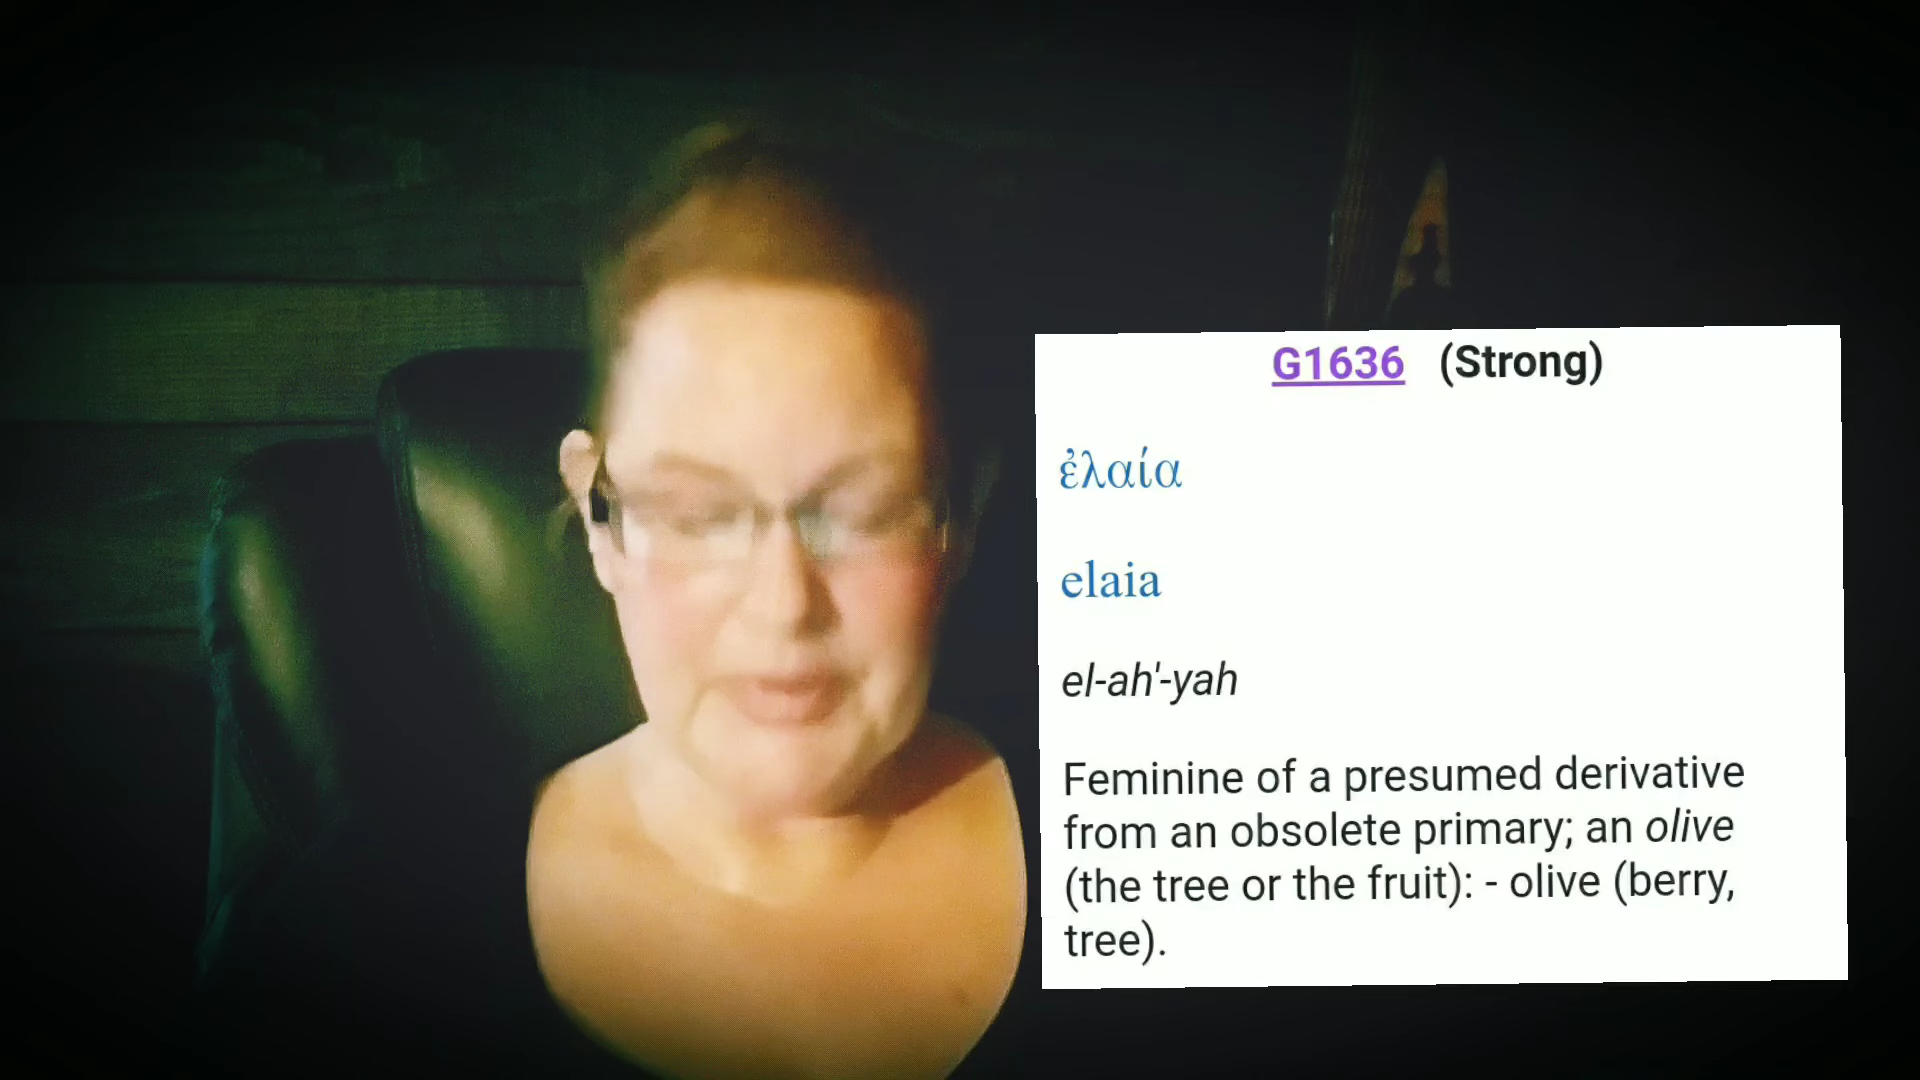 G1636 (Strong)
ἐλαία
elaia
el-ah'-yah
Feminine of a presumed derivative
from an obsolete primary; an olive
(the tree or the fruit): - olive (berry,
tree).